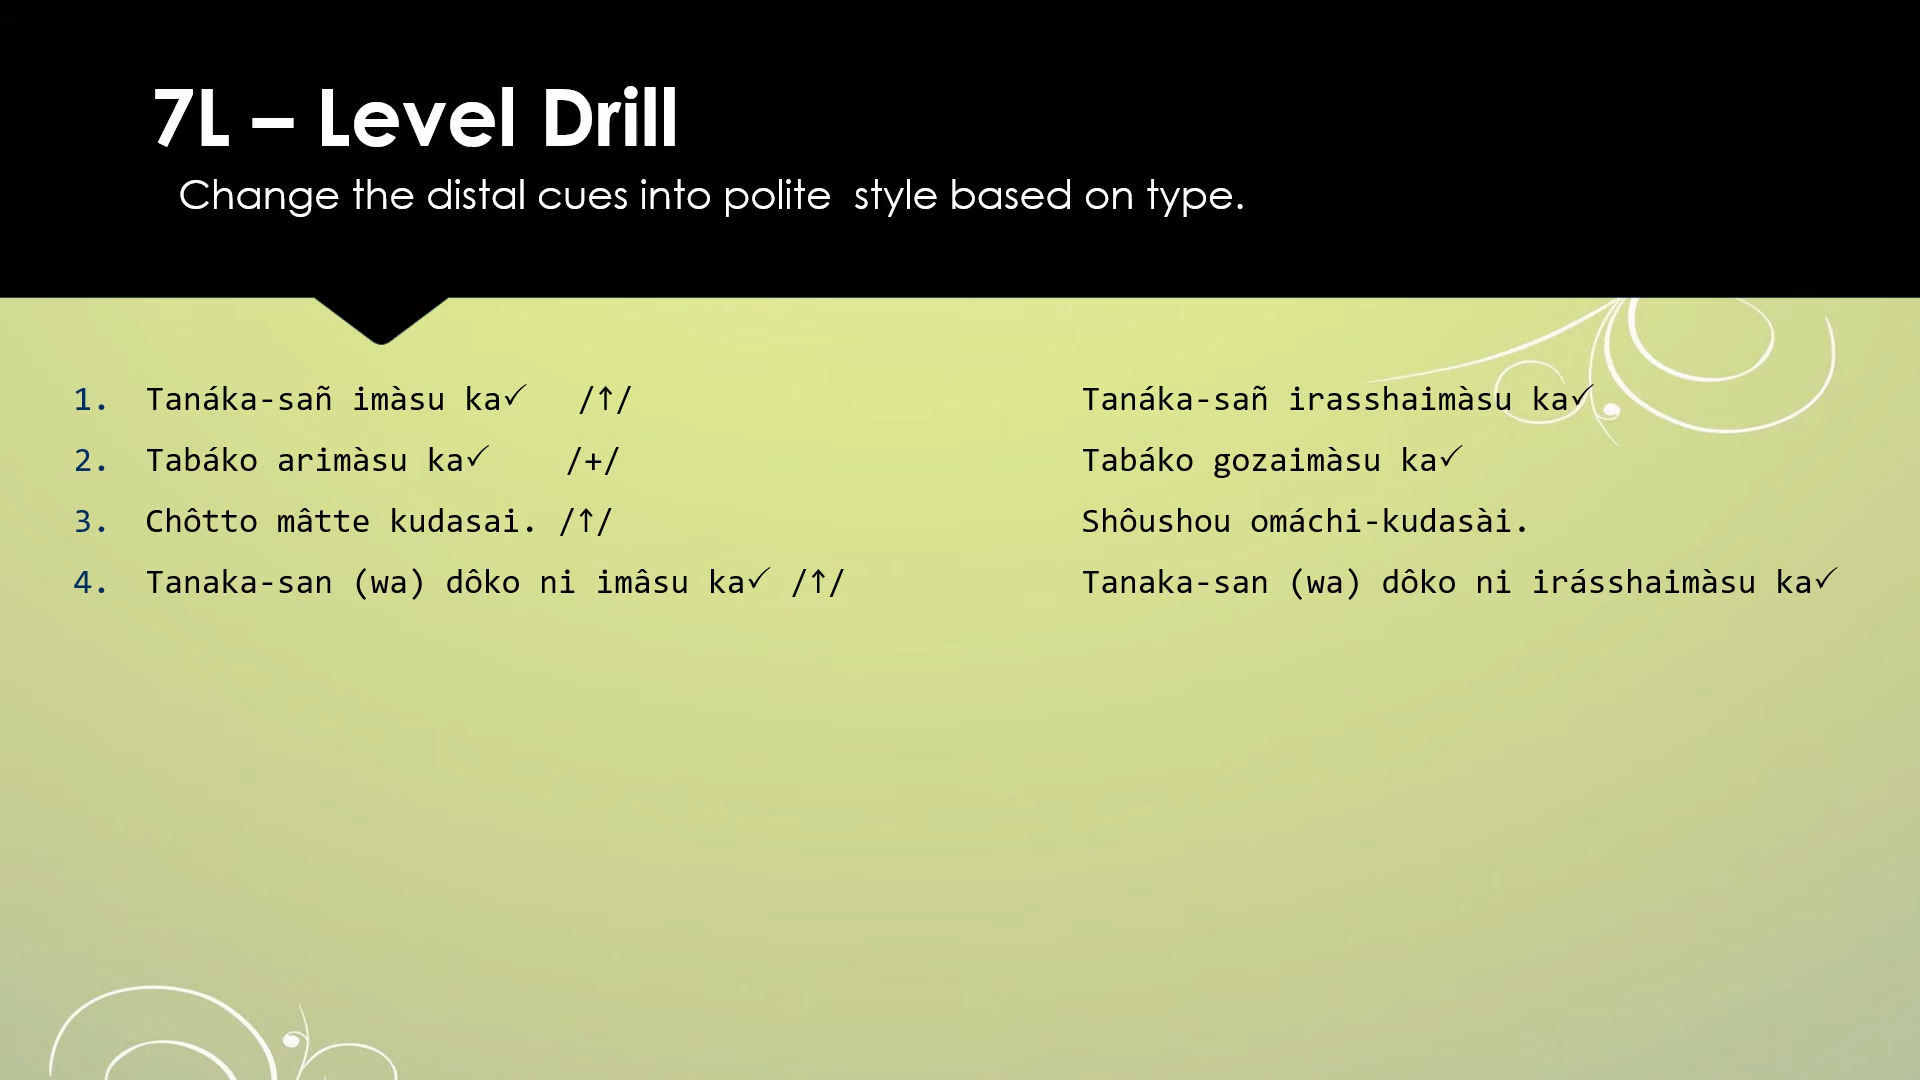 7L – Level Drill
Change the distal cues into polite  style based on type.
1. Tanáka-sañ imàsu ka✓ /↑/ Tanáka-sañ irasshaimàsu ka✓
2. Tabáko arimàsu ka✓ /+/ Tabáko gozaimàsu ka✓
3. Chôtto mâtte kudasai. /↑/ Shôushou omáchi-kudasài.
4. Tanaka-san (wa) dôko ni imâsu ka✓ /↑/ Tanaka-san (wa) dôko ni irásshaimàsu ka✓